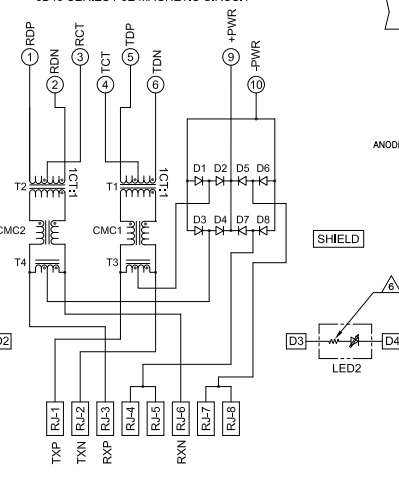 RDP
RCT
TDP
+PWR
RDN
TCT
TDN
-PWR
1
3
5
9
2
4
6
10
D1 D2 D5 D6
ANODE
T2
1CT:1
T1
1CT:1
D3 D4 D7 D8
CMC2
CMC1
SHIELD
T4
T3
6
D3
D4
LED2
RJ-1
RJ-2
RJ-3
RJ-4
RJ-5
RJ-6
RJ-7
RJ-8
TXP
TXN
RXP
RXN